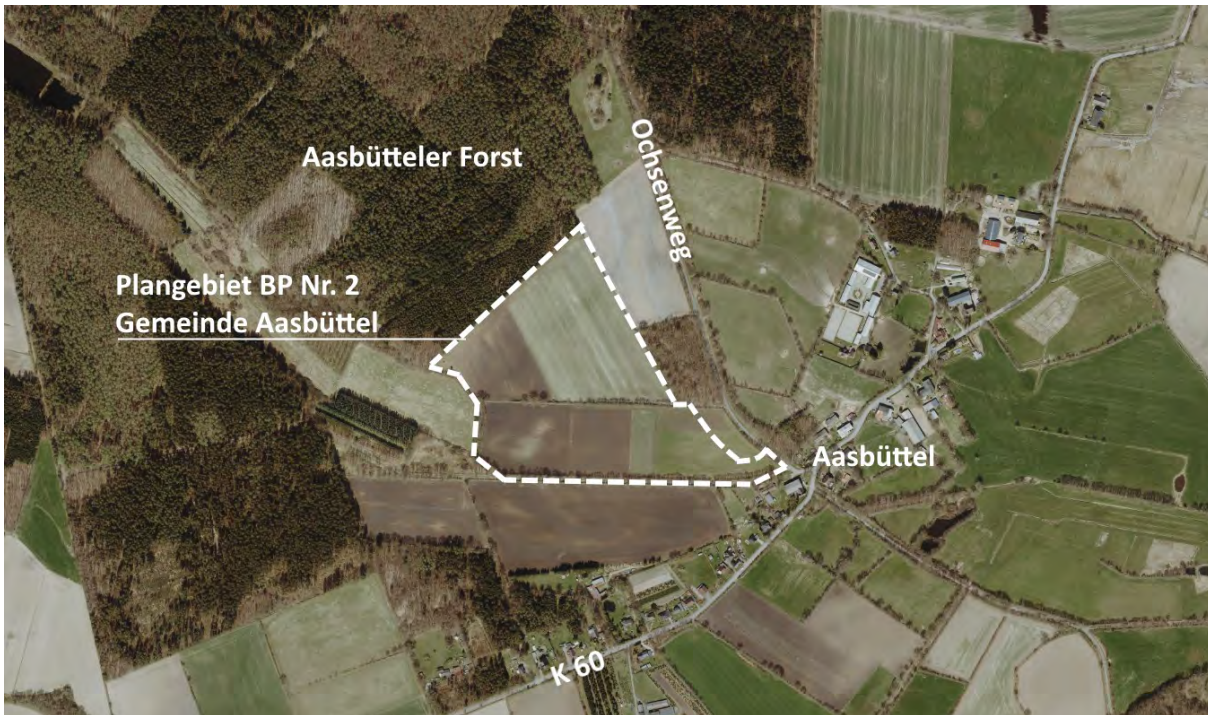 Aasbütteler Forst
Ochsenweg
Plangebiet BP Nr. 2
Gemeinde Aasbüttel
Aasbüttel
K 60